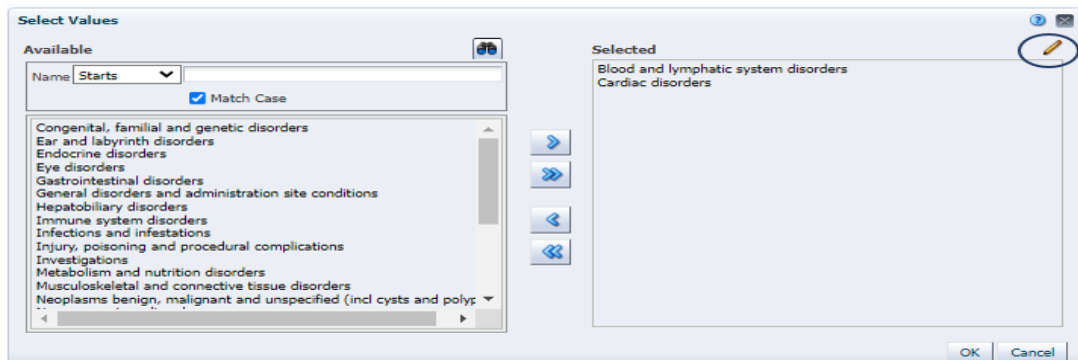 Select Values
Available
Name Starts
Match Case
Congenital, familial and genetic disorders
Ear and labyrinth disorders
Endocrine disorders
Eye disorders
Gastrointestinal disorders
General disorders and administration site conditions
Hepatobiliary disorders
Immune system disorders
Infections and infestations
Injury, poisoning and procedural complications
Investigations
Metabolism and nutrition disorders
Musculoskeletal and connective tissue disorders
Neoplasms benign, malignant and unspecified (incl cysts and polyp
Selected
Blood and lymphatic system disorders
Cardiac disorders
OK Cancel